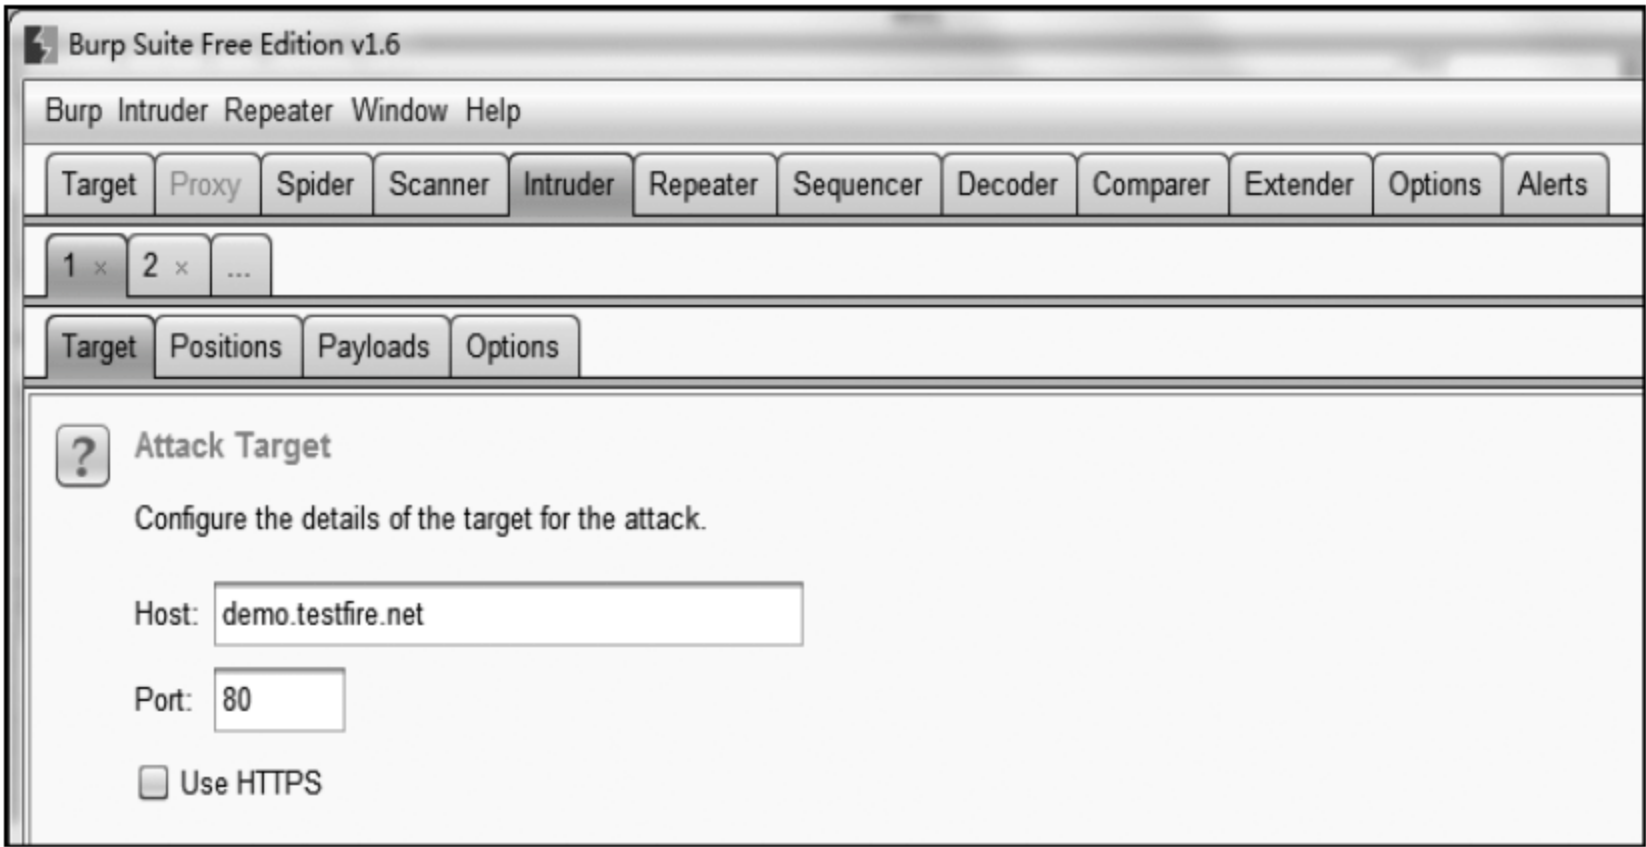 Burp Suite Free Edition v1.6
Burp Intruder Repeater Window Help
Target Proxy Spider Scanner Intruder Repeater Sequencer Decoder Comparer Extender Options Alerts
1 × 2 × ...
Target Positions Payloads Options
? Attack Target
Configure the details of the target for the attack.
Host: demo.testfire.net
Port: 80
Use HTTPS